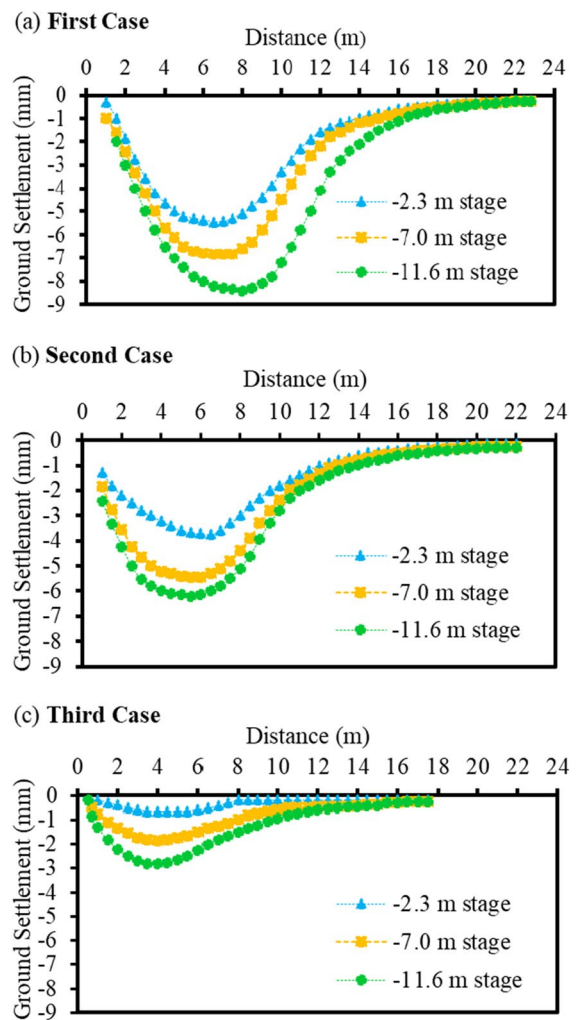 (a) First Case
Distance (m)
0 2 4 6 8 10 12 14 16 18 20 22 24
Ground Settlement (mm)
0
-1
-2
-3
-4
-5
-6
-7
-8
-9
-2.3 m stage
-7.0 m stage
-11.6 m stage
(b) Second Case
Distance (m)
0 2 4 6 8 10 12 14 16 18 20 22 24
Ground Settlement (mm)
0
-1
-2
-3
-4
-5
-6
-7
-8
-9
-2.3 m stage
-7.0 m stage
-11.6 m stage
(c) Third Case
Distance (m)
0 2 4 6 8 10 12 14 16 18 20 22 24
Ground Settlement (mm)
0
-1
-2
-3
-4
-5
-6
-7
-8
-9
-2.3 m stage
-7.0 m stage
-11.6 m stage